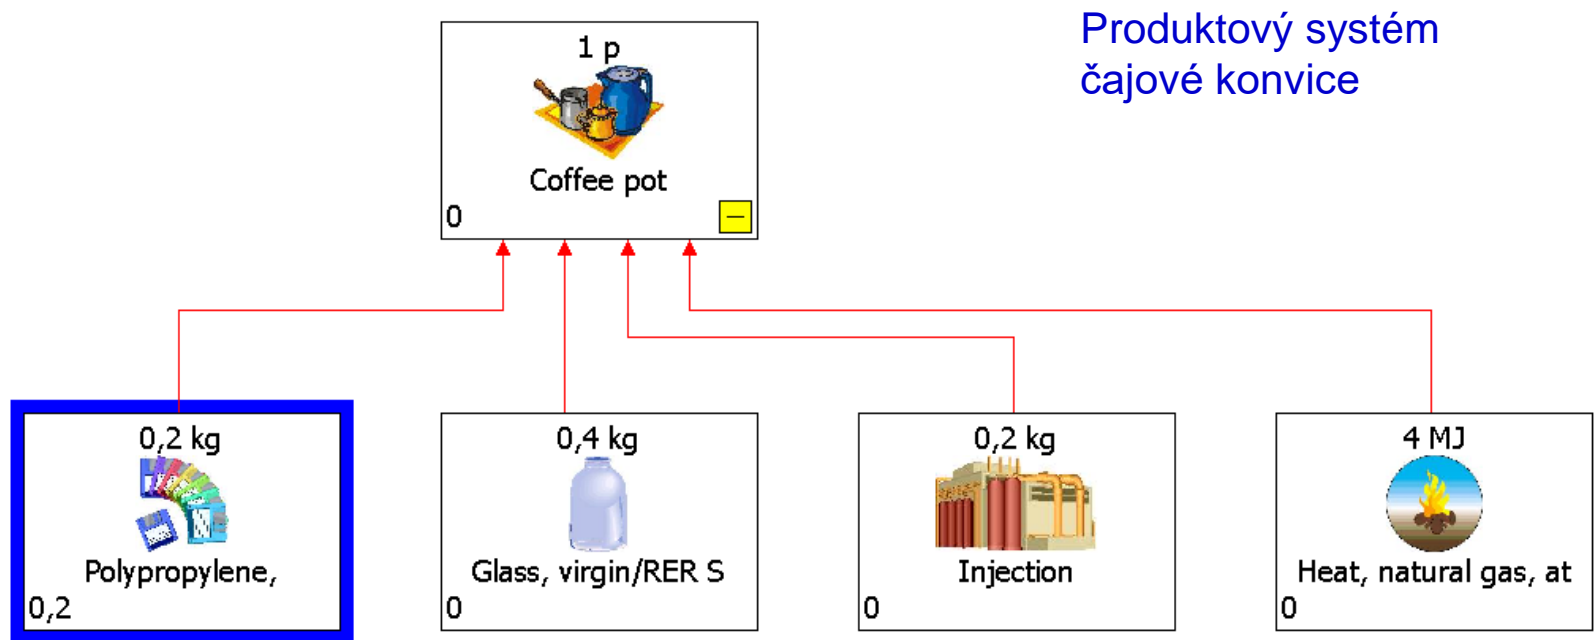 Produktový systém
čajové konvice
1 p
Coffee pot
0
0,2 kg
Polypropylene,
0,2
0,4 kg
Glass, virgin/RER S
0
0,2 kg
Injection
0
4 MJ
Heat, natural gas, at
0